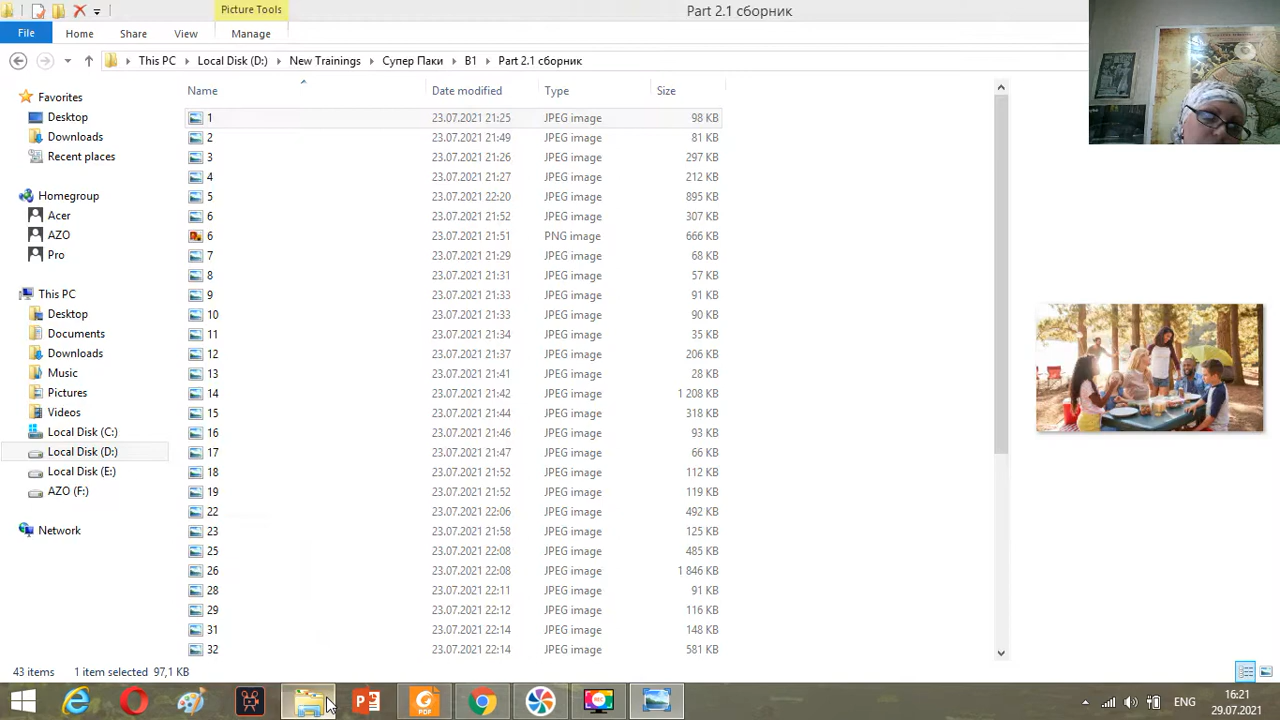 Picture Tools
Part 2.1 сборник
File Home Share View Manage
This PC Local Disk (D:) New Trainings Супер Паки B1 Part 2.1 сборник
Name Date modified Type Size
Favorites
Desktop
Downloads
Recent places
Homegroup
Acer
AZO
Pro
This PC
Desktop
Documents
Downloads
Music
Pictures
Videos
Local Disk (C:)
Local Disk (D:)
Local Disk (E:)
AZO (F:)
Network
1 23.07.2021 21:25 JPEG image 98 KB
2 23.07.2021 21:49 JPEG image 81 KB
3 23.07.2021 21:26 JPEG image 297 KB
4 23.07.2021 21:27 JPEG image 212 KB
5 23.07.2021 22:20 JPEG image 895 KB
6 23.07.2021 21:52 JPEG image 307 KB
6 23.07.2021 21:51 PNG image 666 KB
7 23.07.2021 21:29 JPEG image 68 KB
8 23.07.2021 21:31 JPEG image 57 KB
9 23.07.2021 21:33 JPEG image 91 KB
10 23.07.2021 21:33 JPEG image 90 KB
11 23.07.2021 21:34 JPEG image 35 KB
12 23.07.2021 21:37 JPEG image 206 KB
13 23.07.2021 21:41 JPEG image 28 KB
14 23.07.2021 21:42 JPEG image 1 208 KB
15 23.07.2021 21:44 JPEG image 318 KB
16 23.07.2021 21:46 JPEG image 93 KB
17 23.07.2021 21:47 JPEG image 66 KB
18 23.07.2021 21:52 JPEG image 112 KB
19 23.07.2021 21:52 JPEG image 119 KB
22 23.07.2021 22:06 JPEG image 492 KB
23 23.07.2021 21:58 JPEG image 125 KB
25 23.07.2021 22:08 JPEG image 485 KB
26 23.07.2021 22:08 JPEG image 1 846 KB
28 23.07.2021 22:11 JPEG image 91 KB
29 23.07.2021 22:12 JPEG image 116 KB
31 23.07.2021 22:14 JPEG image 148 KB
32 23.07.2021 22:14 JPEG image 581 KB
43 items 1 item selected 97,1 KB
PDF
ENG
16:21
29.07.2021